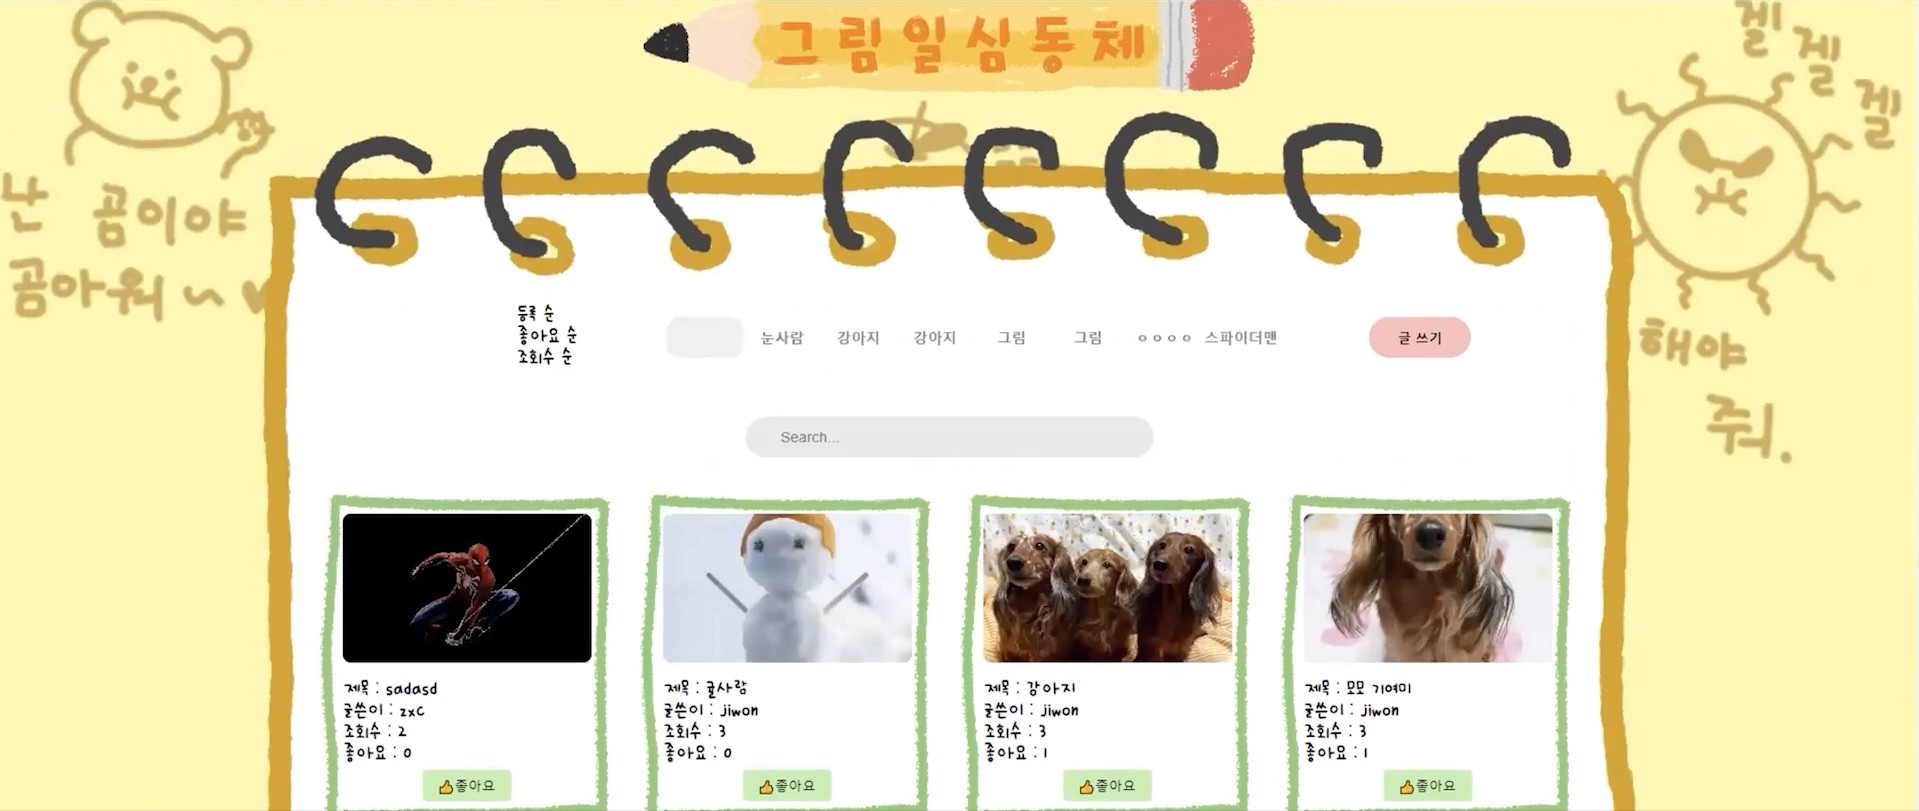 그림일심동체
겔
겔
겔
난 곰이야
곰아워 ~ ♥
해야
줘.
등록 순
좋아요 순
조회수 순
눈사람 강아지 강아지 그림 그림 ㅇㅇㅇㅇ 스파이더맨
글 쓰기
Search...
제목 : sadasd
글쓴이 : zxc
조회수 : 2
좋아요 : 0
👍좋아요
제목 : 귤사람
글쓴이 : jiwon
조회수 : 3
좋아요 : 0
👍좋아요
제목 : 강아지
글쓴이 : jiwon
조회수 : 3
좋아요 : 1
👍좋아요
제목 : 모모 기여미
글쓴이 : jiwon
조회수 : 3
좋아요 : 1
👍좋아요